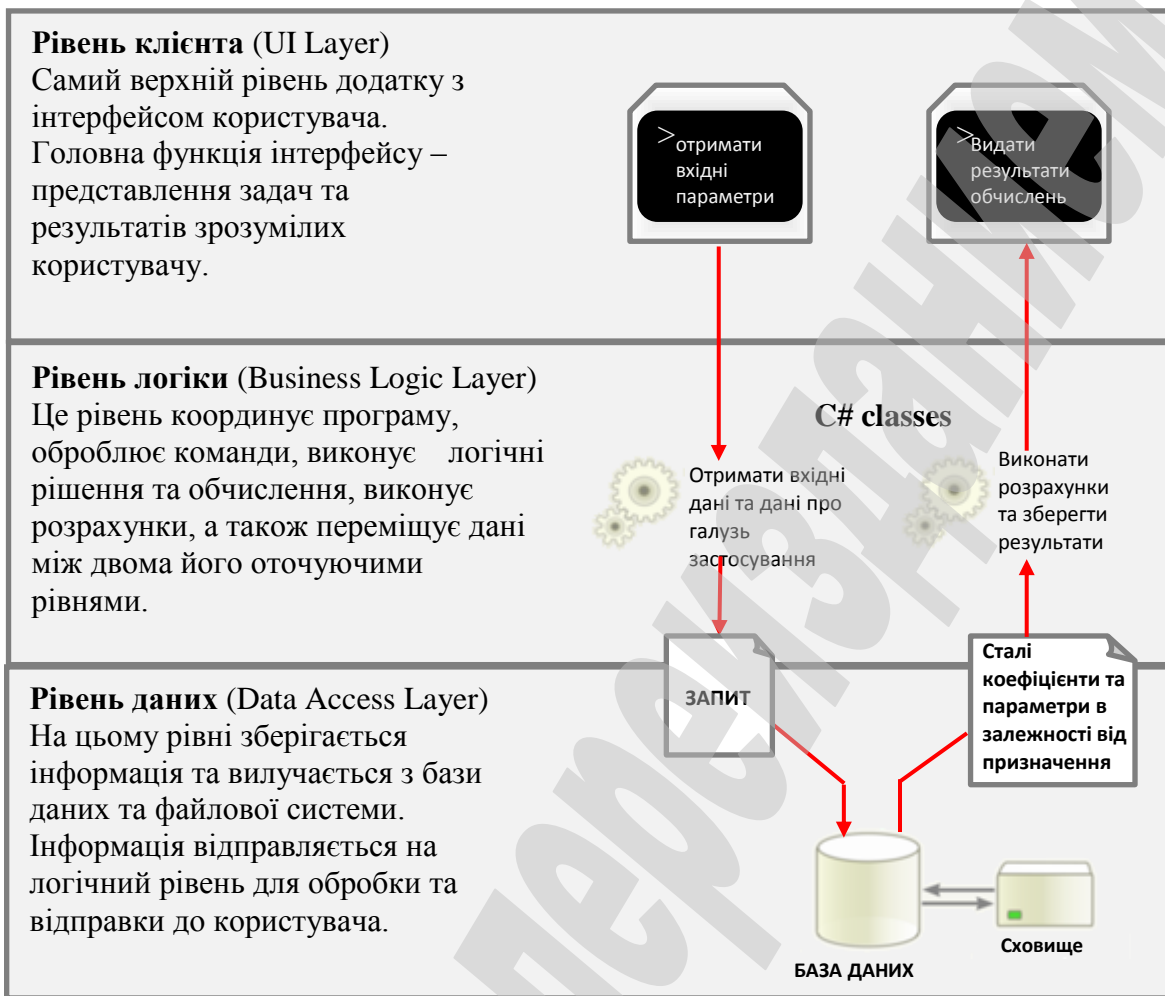 Рівень клієнта (UI Layer)
Самий верхній рівень додатку з
інтерфейсом користувача.
Головна функція інтерфейсу –
представлення задач та
результатів зрозумілих
користувачу.
>отримати
вхідні
параметри
>Видати
результати
обчислень
Рівень логіки (Business Logic Layer)
Це рівень координує програму,
оброблює команди, виконує логічні
рішення та обчислення, виконує
розрахунки, а також переміщує дані
між двома його оточуючими
рівнями.
C# classes
Отримати вхідні
дані та дані про
галузь
застосування
Виконати
розрахунки
та зберегти
результати
ЗАПИТ
Сталі
коефіцієнти та
параметри в
залежності від
призначення
Рівень даних (Data Access Layer)
На цьому рівні зберігається
інформація та вилучається з бази
даних та файлової системи.
Інформація відправляється на
логічний рівень для обробки та
відправки до користувача.
БАЗА ДАНИХ
Сховище